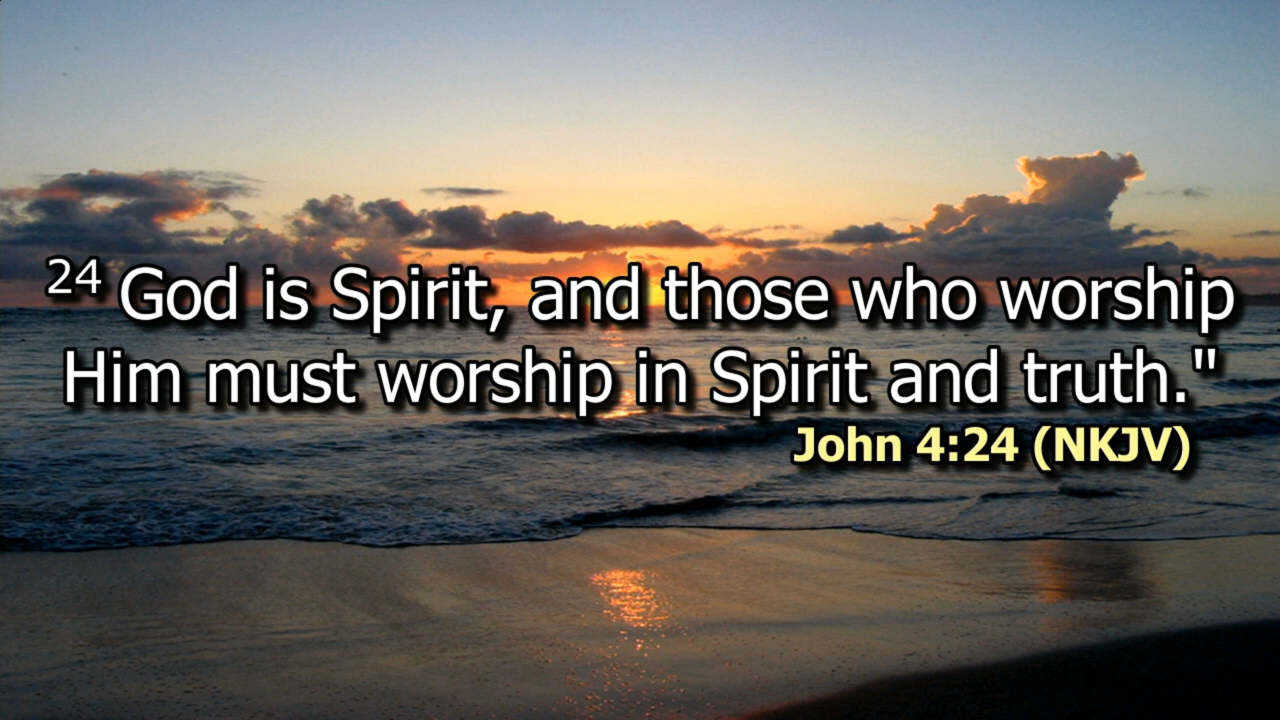 24 God is Spirit, and those who worship
Him must worship in Spirit and truth."
John 4:24 (NKJV)